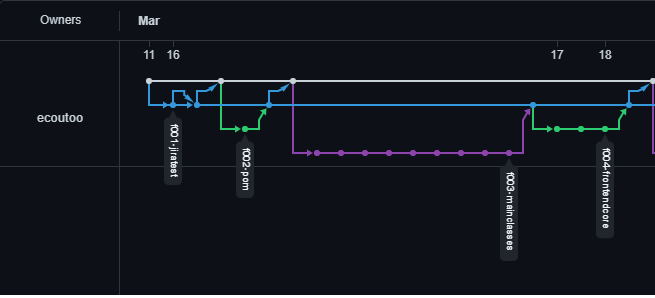 Owners
Mar
11
16
17
18
ecoutoo
f001-jiratest
f002-pom
f003-mainclasses
f004-frontendcore